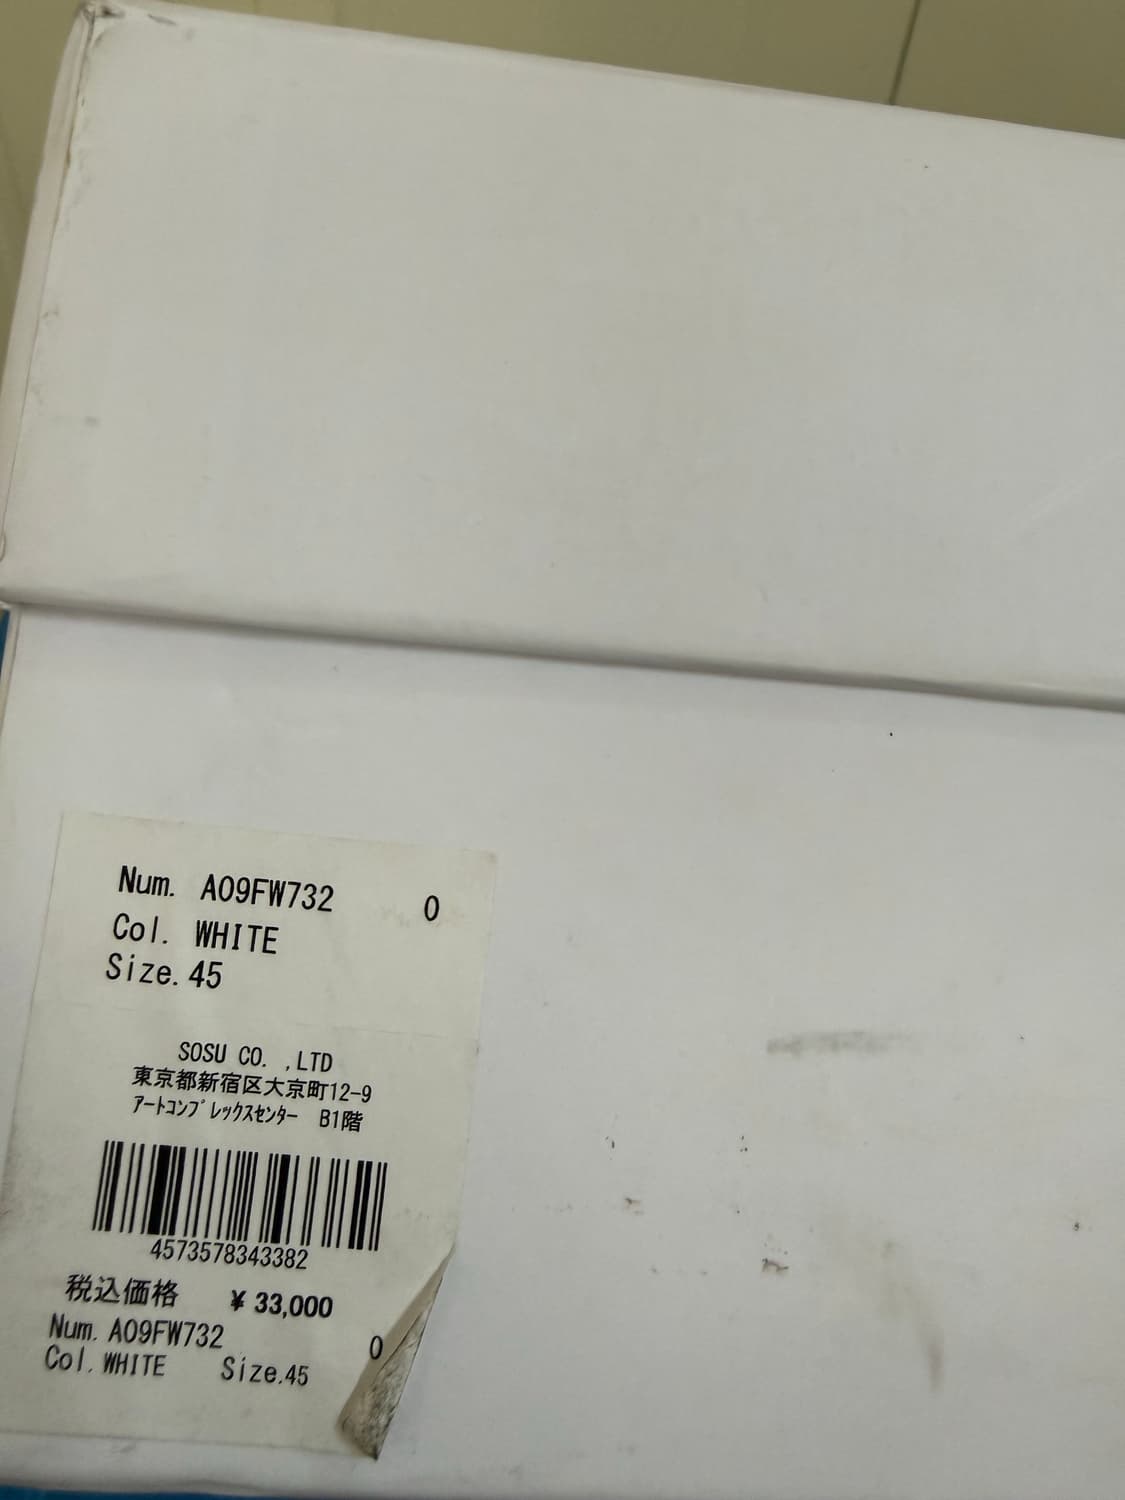 Num. A09FW732 0
Col. WHITE
Size. 45
SOSU CO. ,LTD
東京都新宿区大京町12-9
ｱｰﾄｺﾝﾌﾟﾚｯｸｽｾﾝﾀｰ B1階
4573578343382
税込価格 ¥ 33,000
Num. A09FW732 0
Col. WHITE Size.45